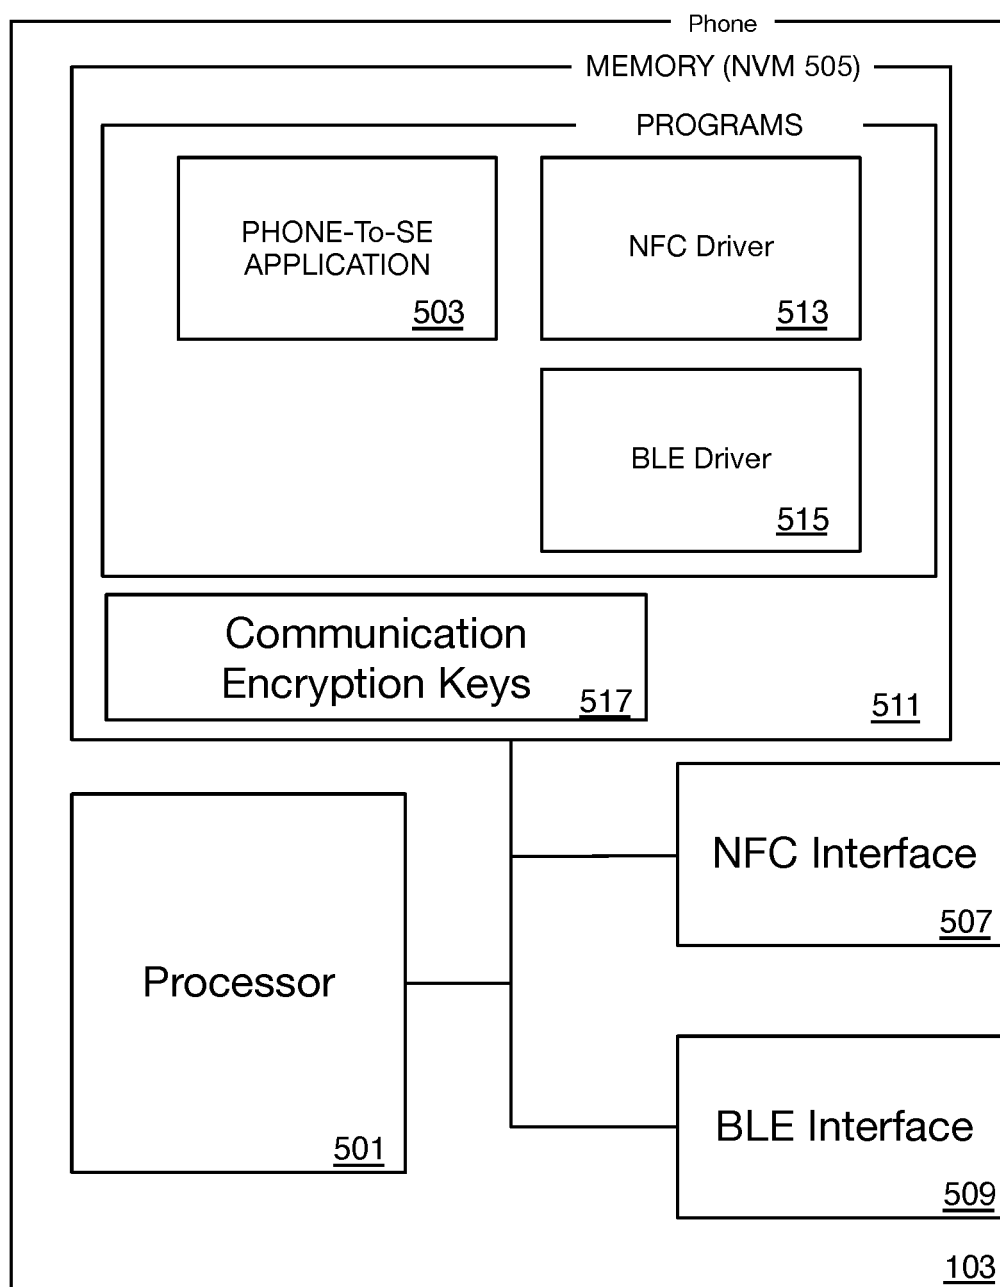 Phone
MEMORY (NVM 505)
PROGRAMS
PHONE-To-SE
APPLICATION
503
NFC Driver
513
BLE Driver
515
Communication
Encryption Keys
517
511
Processor
501
NFC Interface
507
BLE Interface
509
103